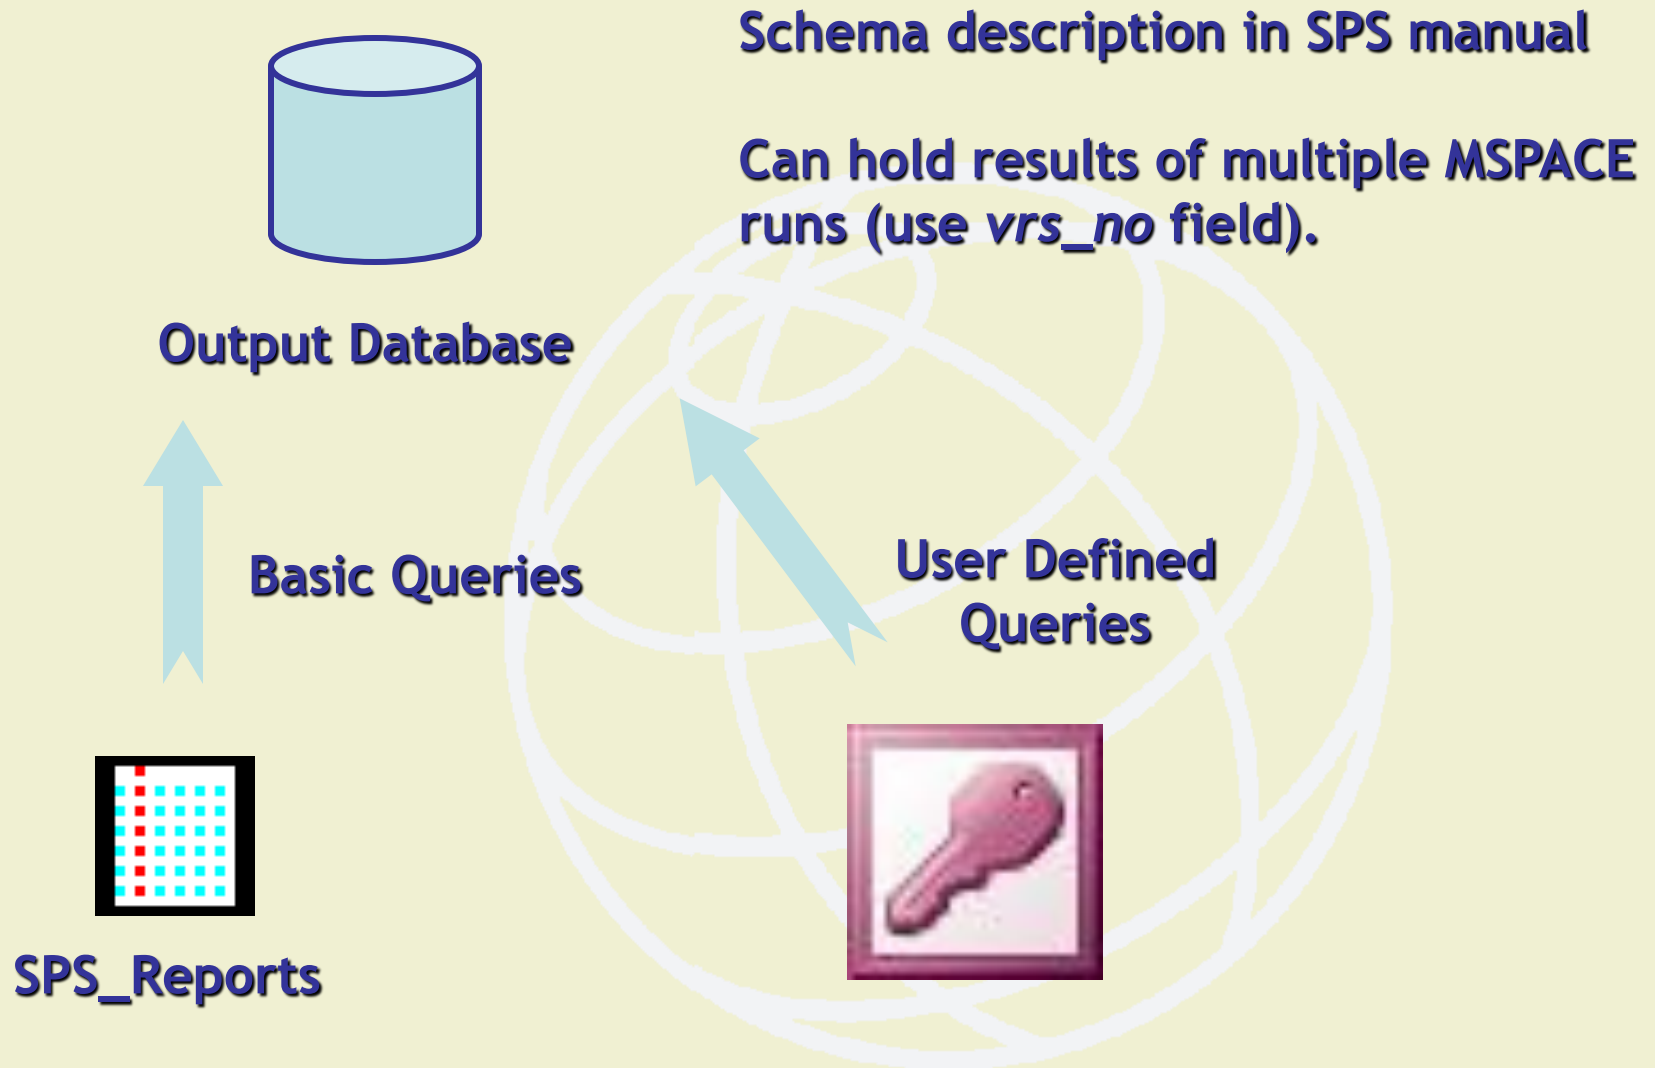 Schema description in SPS manual
Can hold results of multiple MSPACE
runs (use vrs_no field).
Output Database
Basic Queries
User Defined
Queries
SPS_Reports